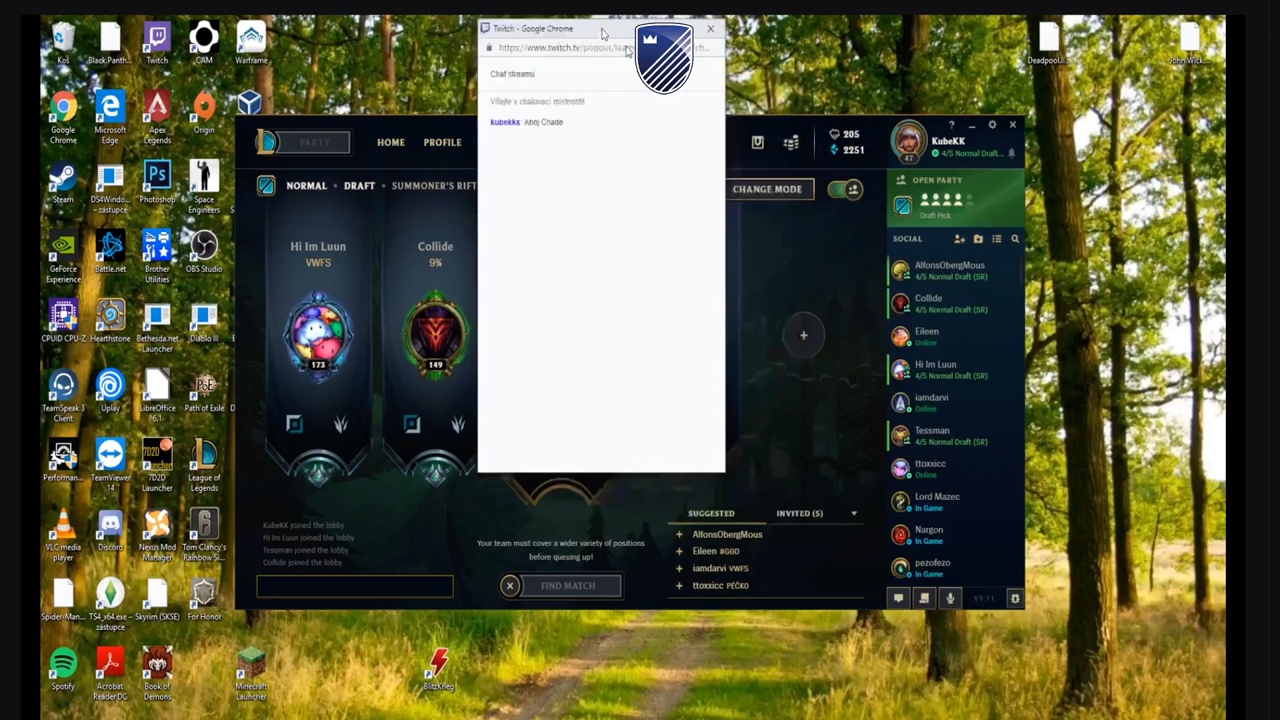 Koš
Black.Panth...
Twitch
CAM
Warframe
Deadpool.II...
John.Wick...
Google Chrome
Microsoft Edge
Apex Legends
Origin
Steam
DS4Windo... – zástupce
Photoshop
Space Engineers
GeForce Experience
Battle.net
Brother Utilities
OBS Studio
CPUID CPU-Z
Hearthstone
Bethesda.net Launcher
Diablo III
TeamSpeak 3 Client
Uplay
LibreOffice 6.1
Path of Exile
Performan...
TeamViewer 14
7D2D Launcher
League of Legends
VLC media player
Discord
Nexus Mod Manager
Tom Clancy's Rainbow Si...
Spider-Man...
TS4_x64.exe – zástupce
Skyrim (SKSE)
For Honor
Spotify
Acrobat Reader DC
Book of Demons
Minecraft Launcher
BlitzKrieg
Twitch - Google Chrome
https://www.twitch.tv/popout/
Chat streamu
Vítejte v chatovací místnosti!
kubekks: Ahoj Chade
PARTY
HOME
PROFILE
205
2251
NORMAL • DRAFT • SUMMONER'S RIFT
CHANGE MODE
Hi Im Luun
VWFS
173
Collide
9%
149
KubeKK joined the lobby
Hi Im Luun joined the lobby
Tessman joined the lobby
Collide joined the lobby
Your team must cover a wider variety of positions
before queuing up!
FIND MATCH
SUGGESTED
INVITED (5)
AlfonsObergMous
Eileen #GGD
iamdarvi VWFS
ttoxxicc PÉČKO
KubeKK
47
4/5 Normal Draft...
OPEN PARTY
Draft Pick
SOCIAL
AlfonsObergMous
4/5 Normal Draft (SR)
Collide
4/5 Normal Draft (SR)
Eileen
Online
Hi Im Luun
4/5 Normal Draft (SR)
iamdarvi
Online
Tessman
4/5 Normal Draft (SR)
ttoxxicc
Online
Lord Mazec
In Game
Nargon
In Game
pezofezo
In Game
V9.11